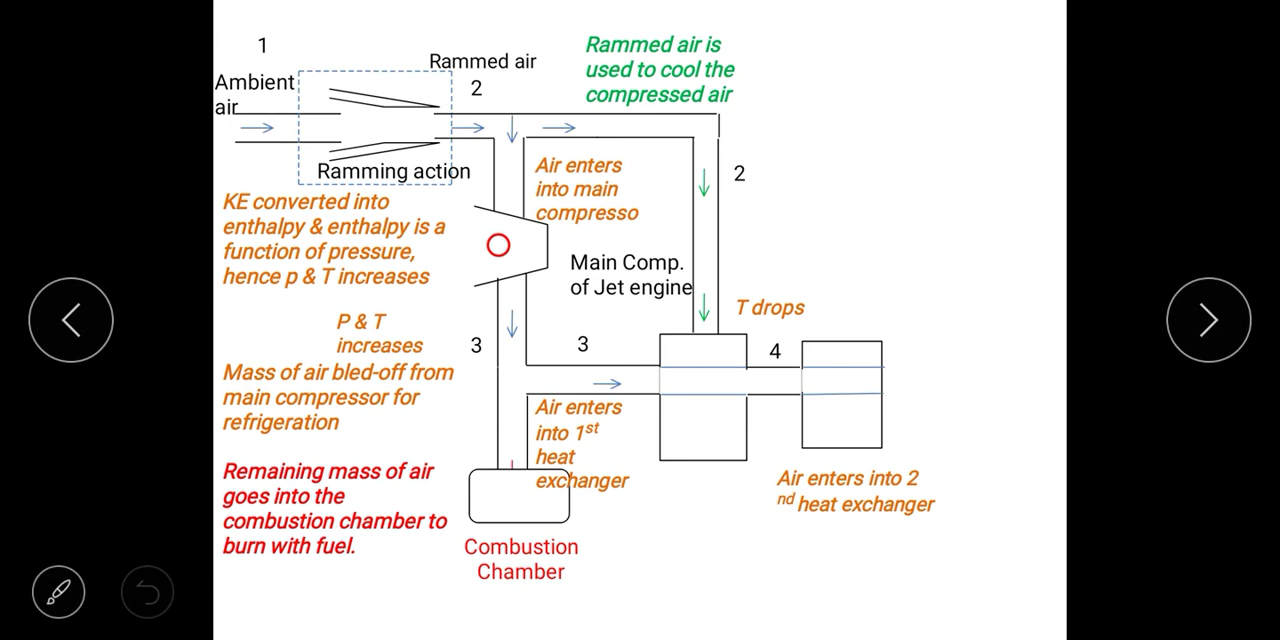 1
Ambient
air
Rammed air
2
Rammed air is
used to cool the
compressed air
Ramming action
KE converted into
enthalpy & enthalpy is a
function of pressure,
hence p & T increases
Air enters
into main
compresso
2
Main Comp.
of Jet engine
T drops
P & T
increases
3
3
4
Mass of air bled-off from
main compressor for
refrigeration
Air enters
into 1st
heat
exchanger
Remaining mass of air
goes into the
combustion chamber to
burn with fuel.
Air enters into 2
nd heat exchanger
Combustion
Chamber